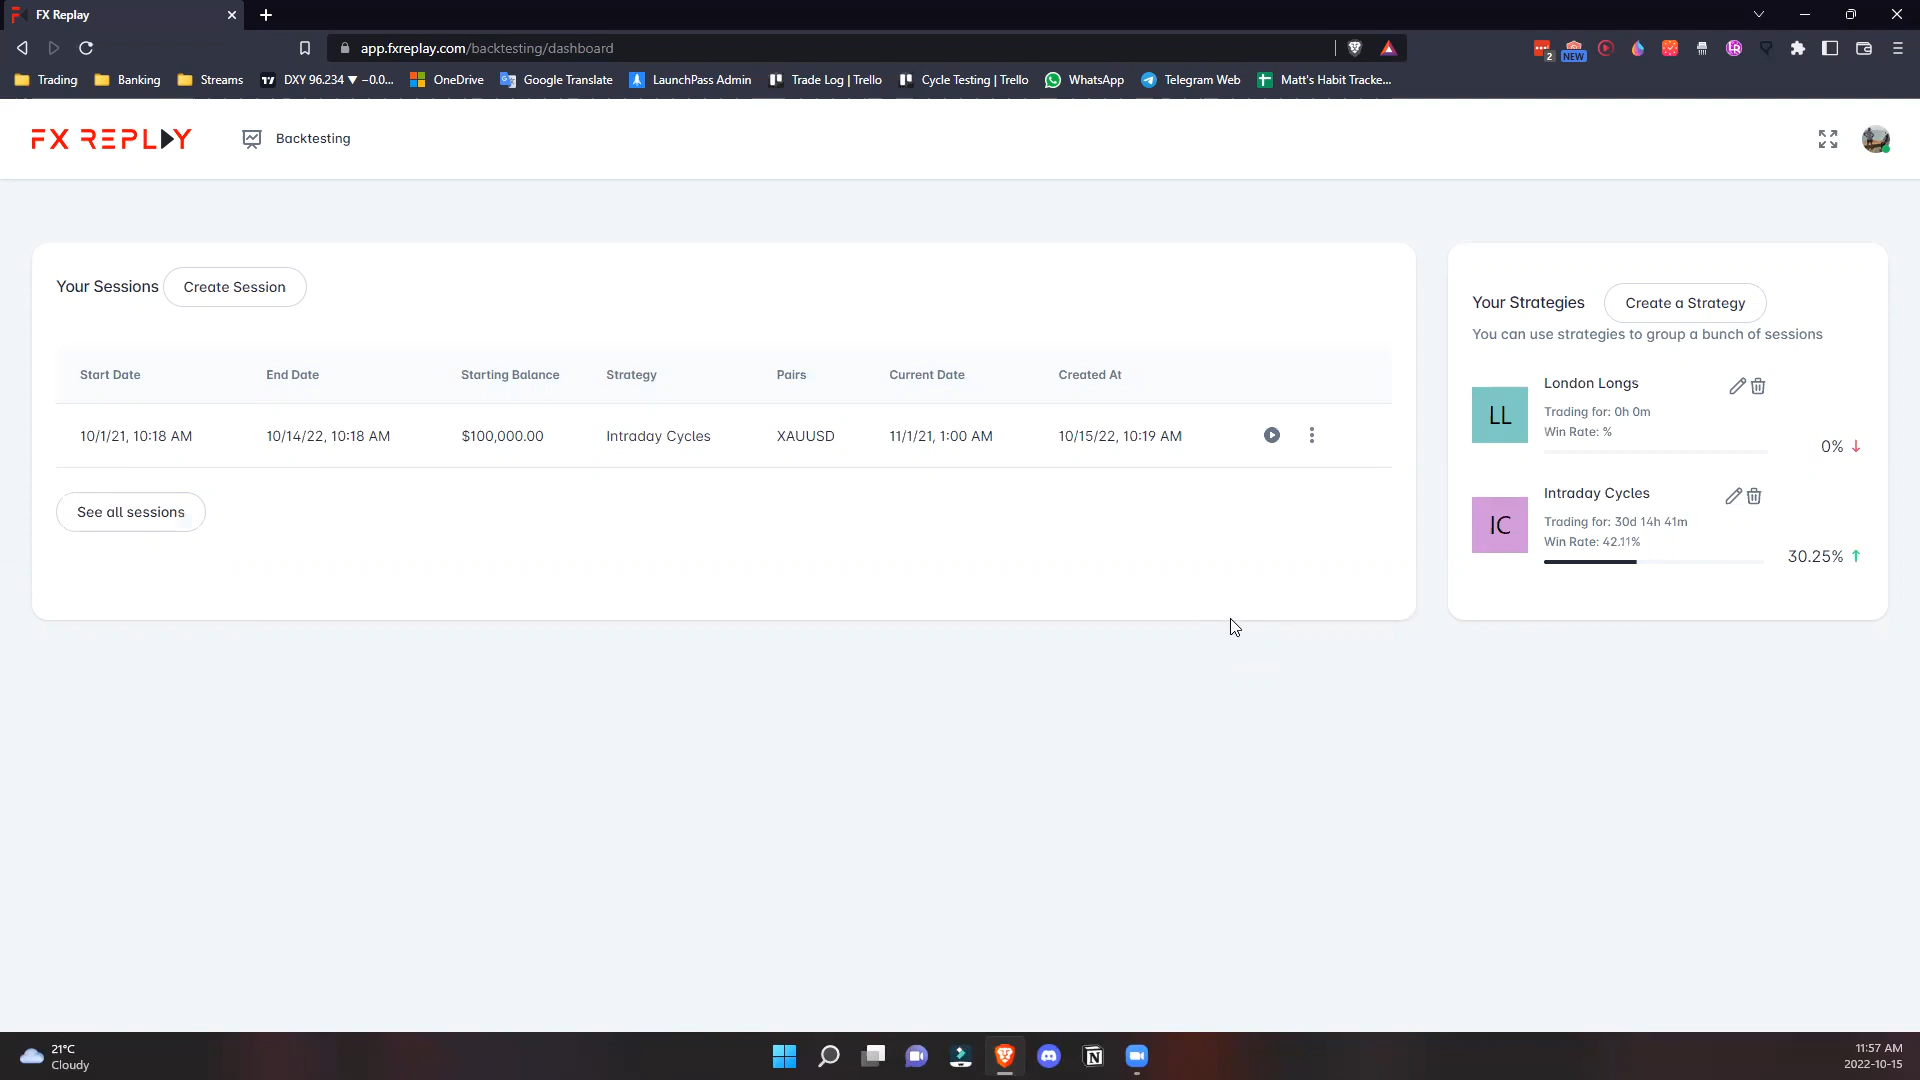 FX Replay
app.fxreplay.com/backtesting/dashboard
2
NEW
Trading
Banking
Streams
DXY 96.234 ▼ −0.0...
OneDrive
Google Translate
LaunchPass Admin
Trade Log | Trello
Cycle Testing | Trello
WhatsApp
Telegram Web
Matt's Habit Tracke...
FX REPLAY
Backtesting
Your Sessions
Create Session
Start Date
End Date
Starting Balance
Strategy
Pairs
Current Date
Created At
10/1/21, 10:18 AM
10/14/22, 10:18 AM
$100,000.00
Intraday Cycles
XAUUSD
11/1/21, 1:00 AM
10/15/22, 10:19 AM
See all sessions
Your Strategies
Create a Strategy
You can use strategies to group a bunch of sessions
LL
London Longs
Trading for: 0h 0m
Win Rate: %
0%
IC
Intraday Cycles
Trading for: 30d 14h 41m
Win Rate: 42.11%
30.25%
21°C
Cloudy
11:57 AM
2022-10-15